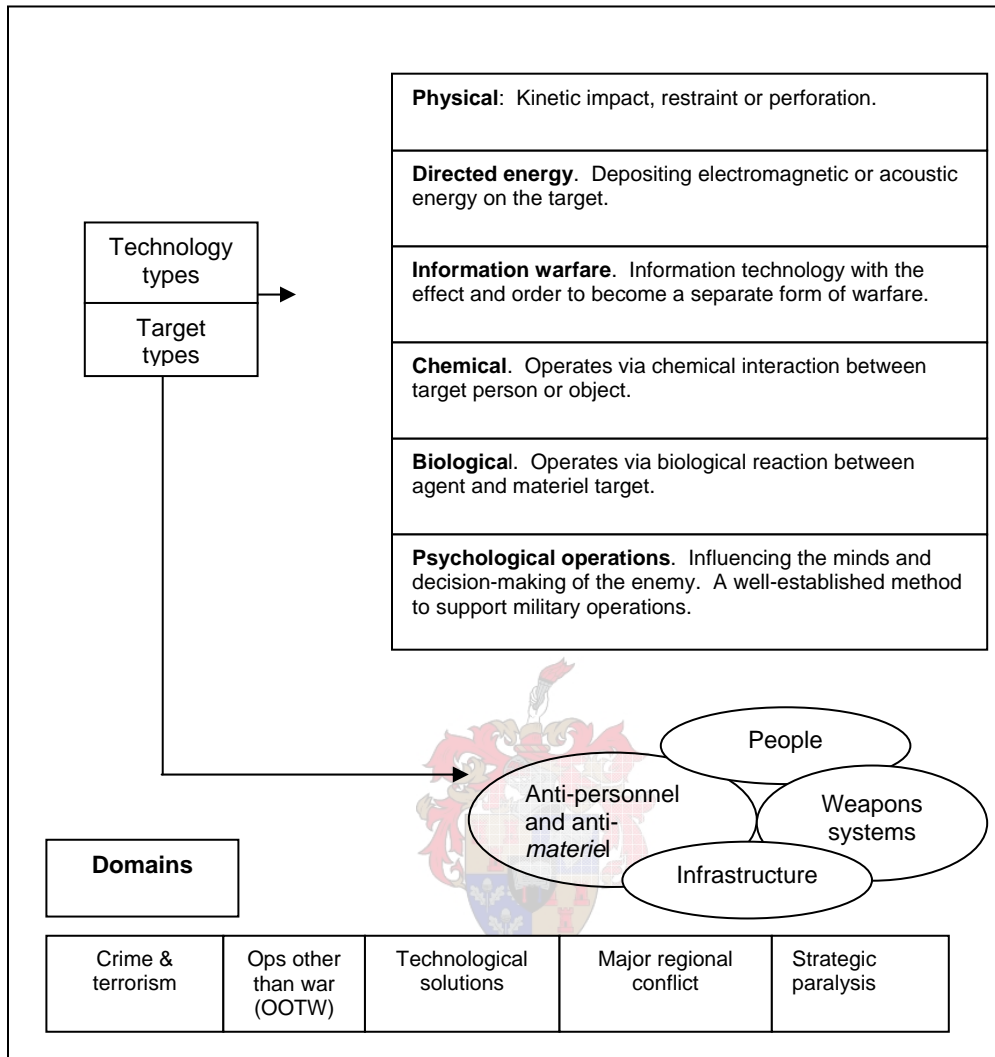 Physical: Kinetic impact, restraint or perforation.
Directed energy. Depositing electromagnetic or acoustic
energy on the target.
Technology
types
Target
types
Information warfare. Information technology with the
effect and order to become a separate form of warfare.
Chemical. Operates via chemical interaction between
target person or object.
Biological. Operates via biological reaction between
agent and materiel target.
Psychological operations. Influencing the minds and
decision-making of the enemy. A well-established method
to support military operations.
People
Anti-personnel
and anti-
materiel
Weapons
systems
Infrastructure
Domains
Crime &
terrorism
Ops other
than war
(OOTW)
Technological
solutions
Major regional
conflict
Strategic
paralysis